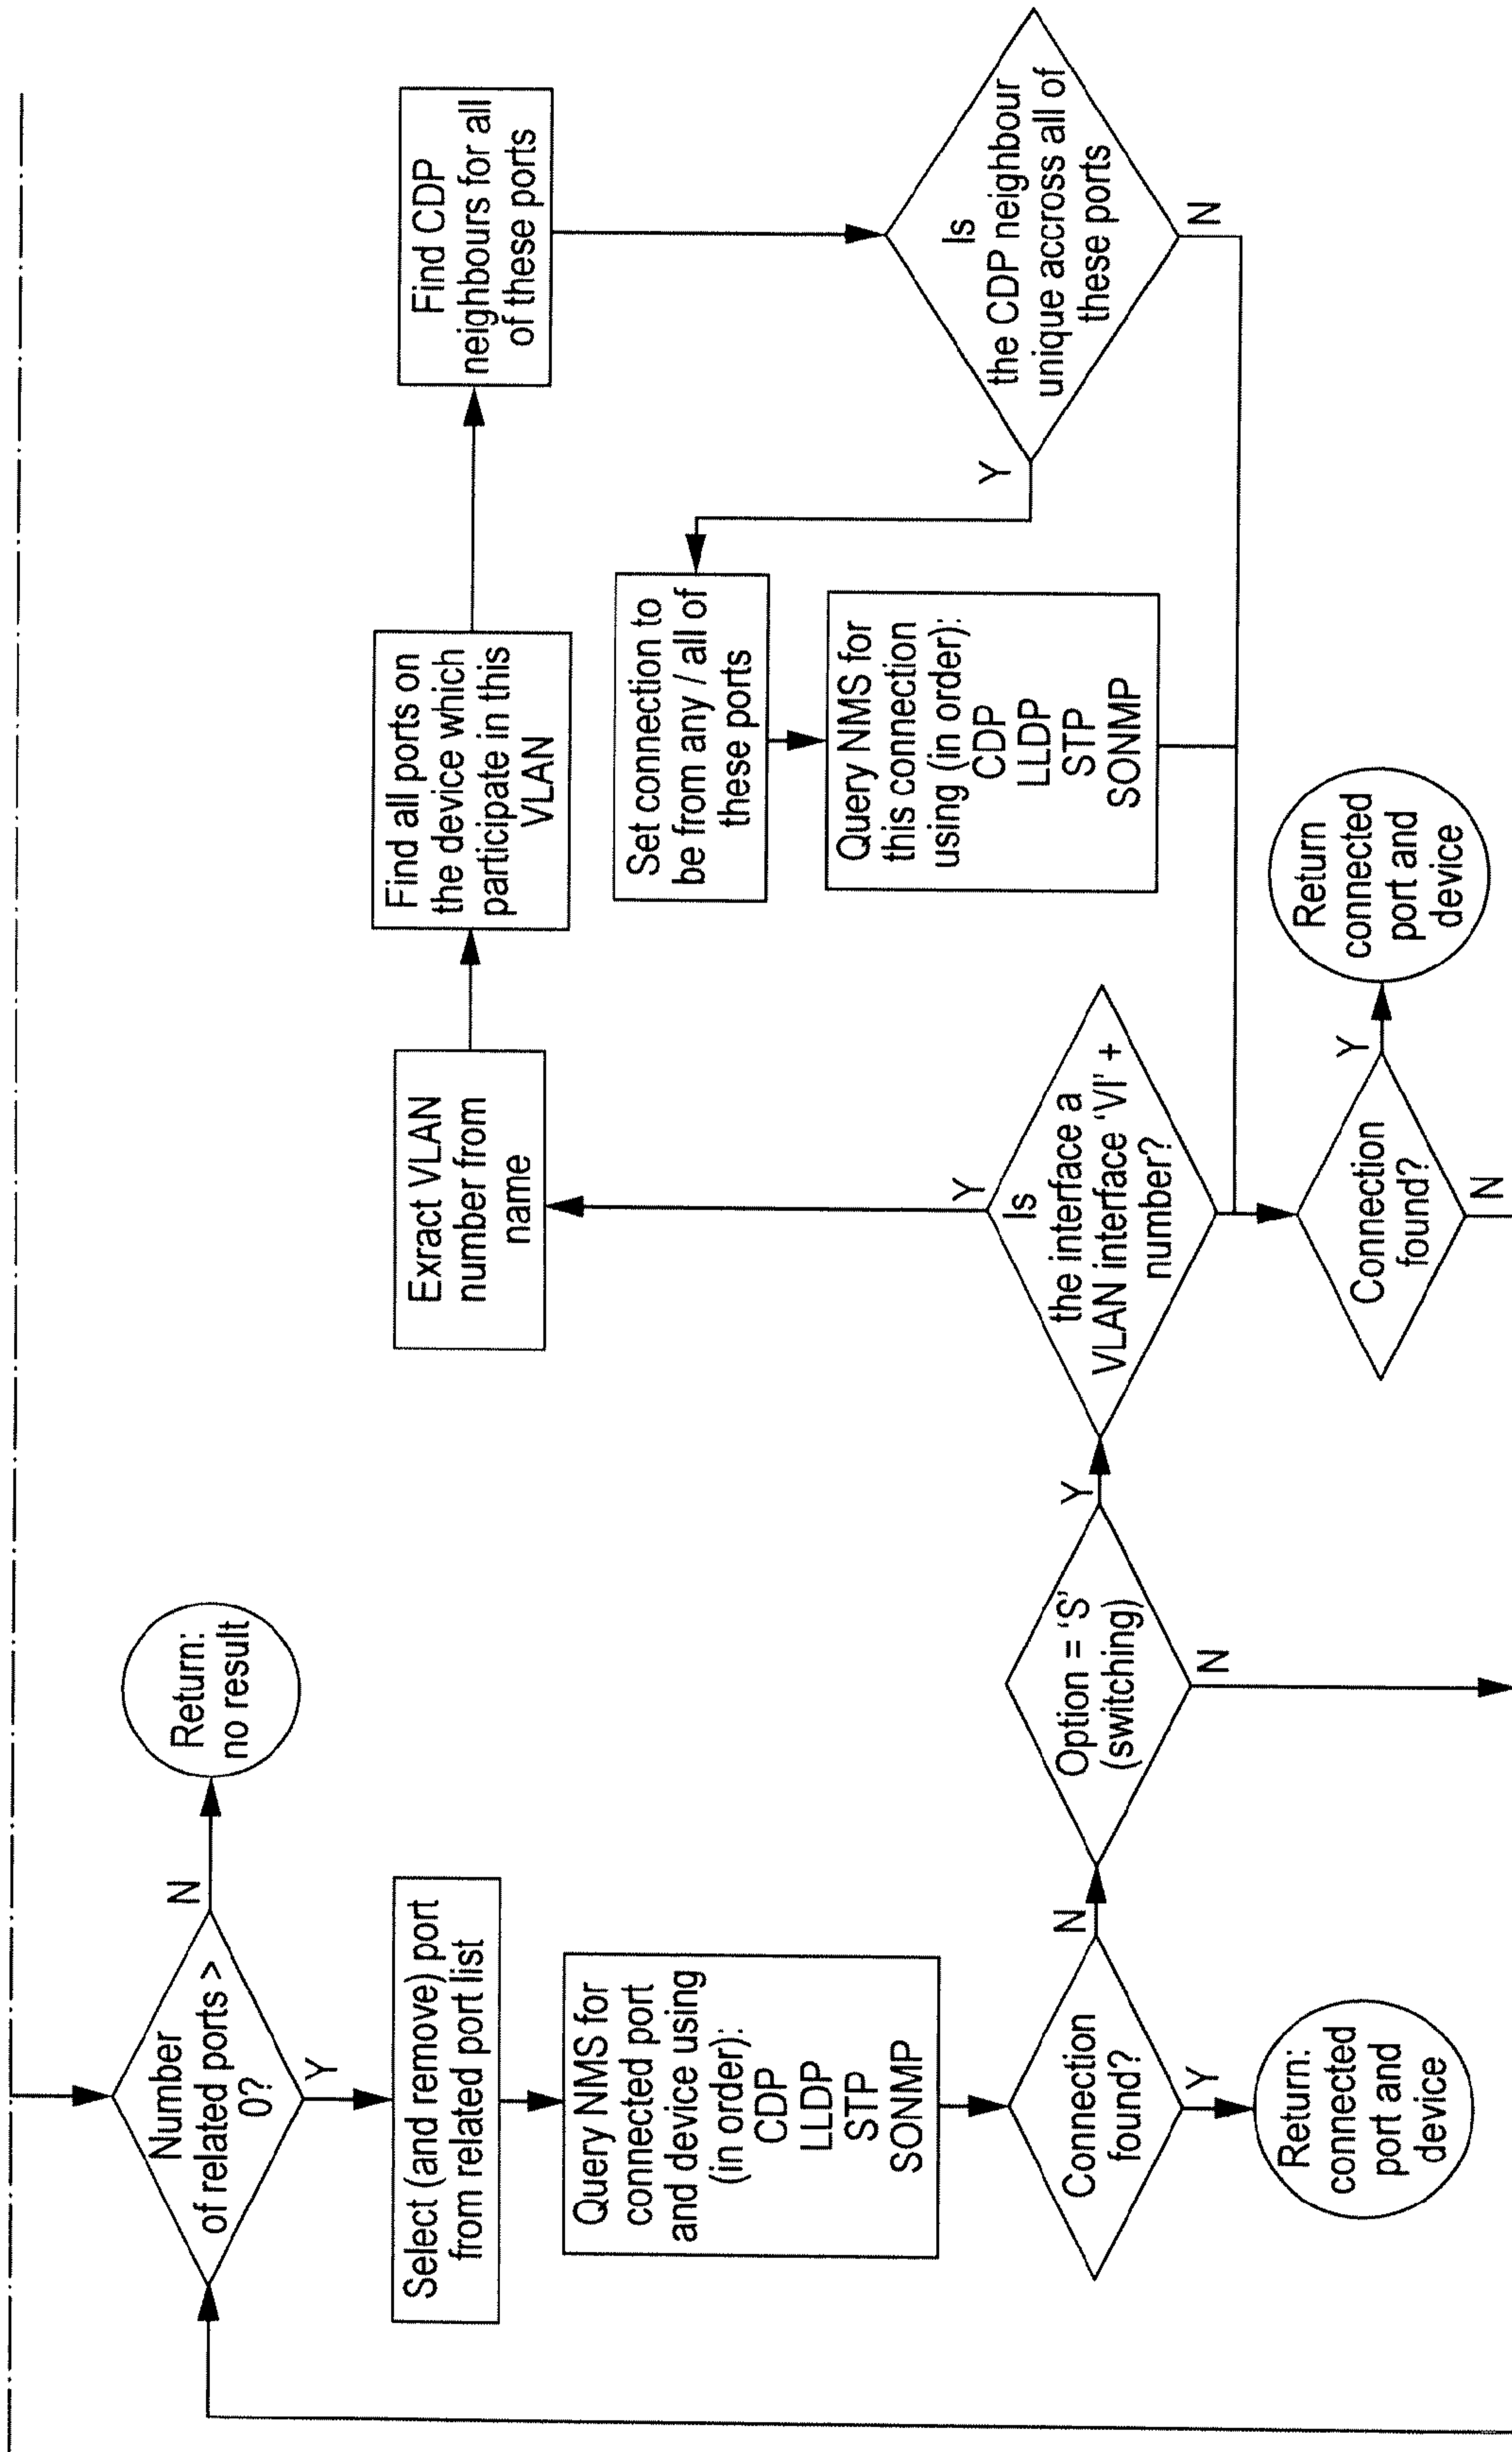 Number
of related ports >
0?
N
Return:
no result
Y
Select (and remove) port
from related port list
Query NMS for
connected port
and device using
(in order):
CDP
LLDP
STP
SONMP
Connection
found?
Y
Return:
connected
port and
device
N
Option = 'S'
(switching)
N
Y
Is
the interface a
VLAN interface 'VI' +
number?
Y
Exract VLAN
number from
name
Find all ports on
the device which
participate in this
VLAN
Find CDP
neighbours for all
of these ports
Is
the CDP neighbour
unique accross all of
these ports
N
Y
Set connection to
be from any / all of
these ports
Query NMS for
this connection
using (in order):
CDP
LLDP
STP
SONMP
Connection
found?
N
Y
Return
connected
port and
device